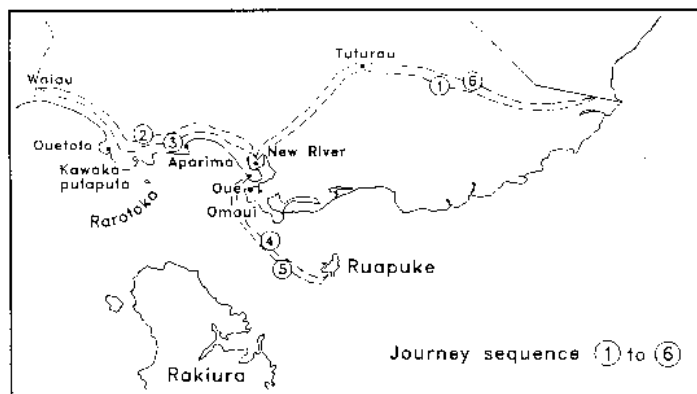 Tuturau
① ⑥
Waiau
② ③
Ouetoto
Aparima
New River
Kawaka-
putaputa
Oue
Omaui
Rarotoka
④
⑤
Ruapuke
Rakiura
Journey sequence ① to ⑥